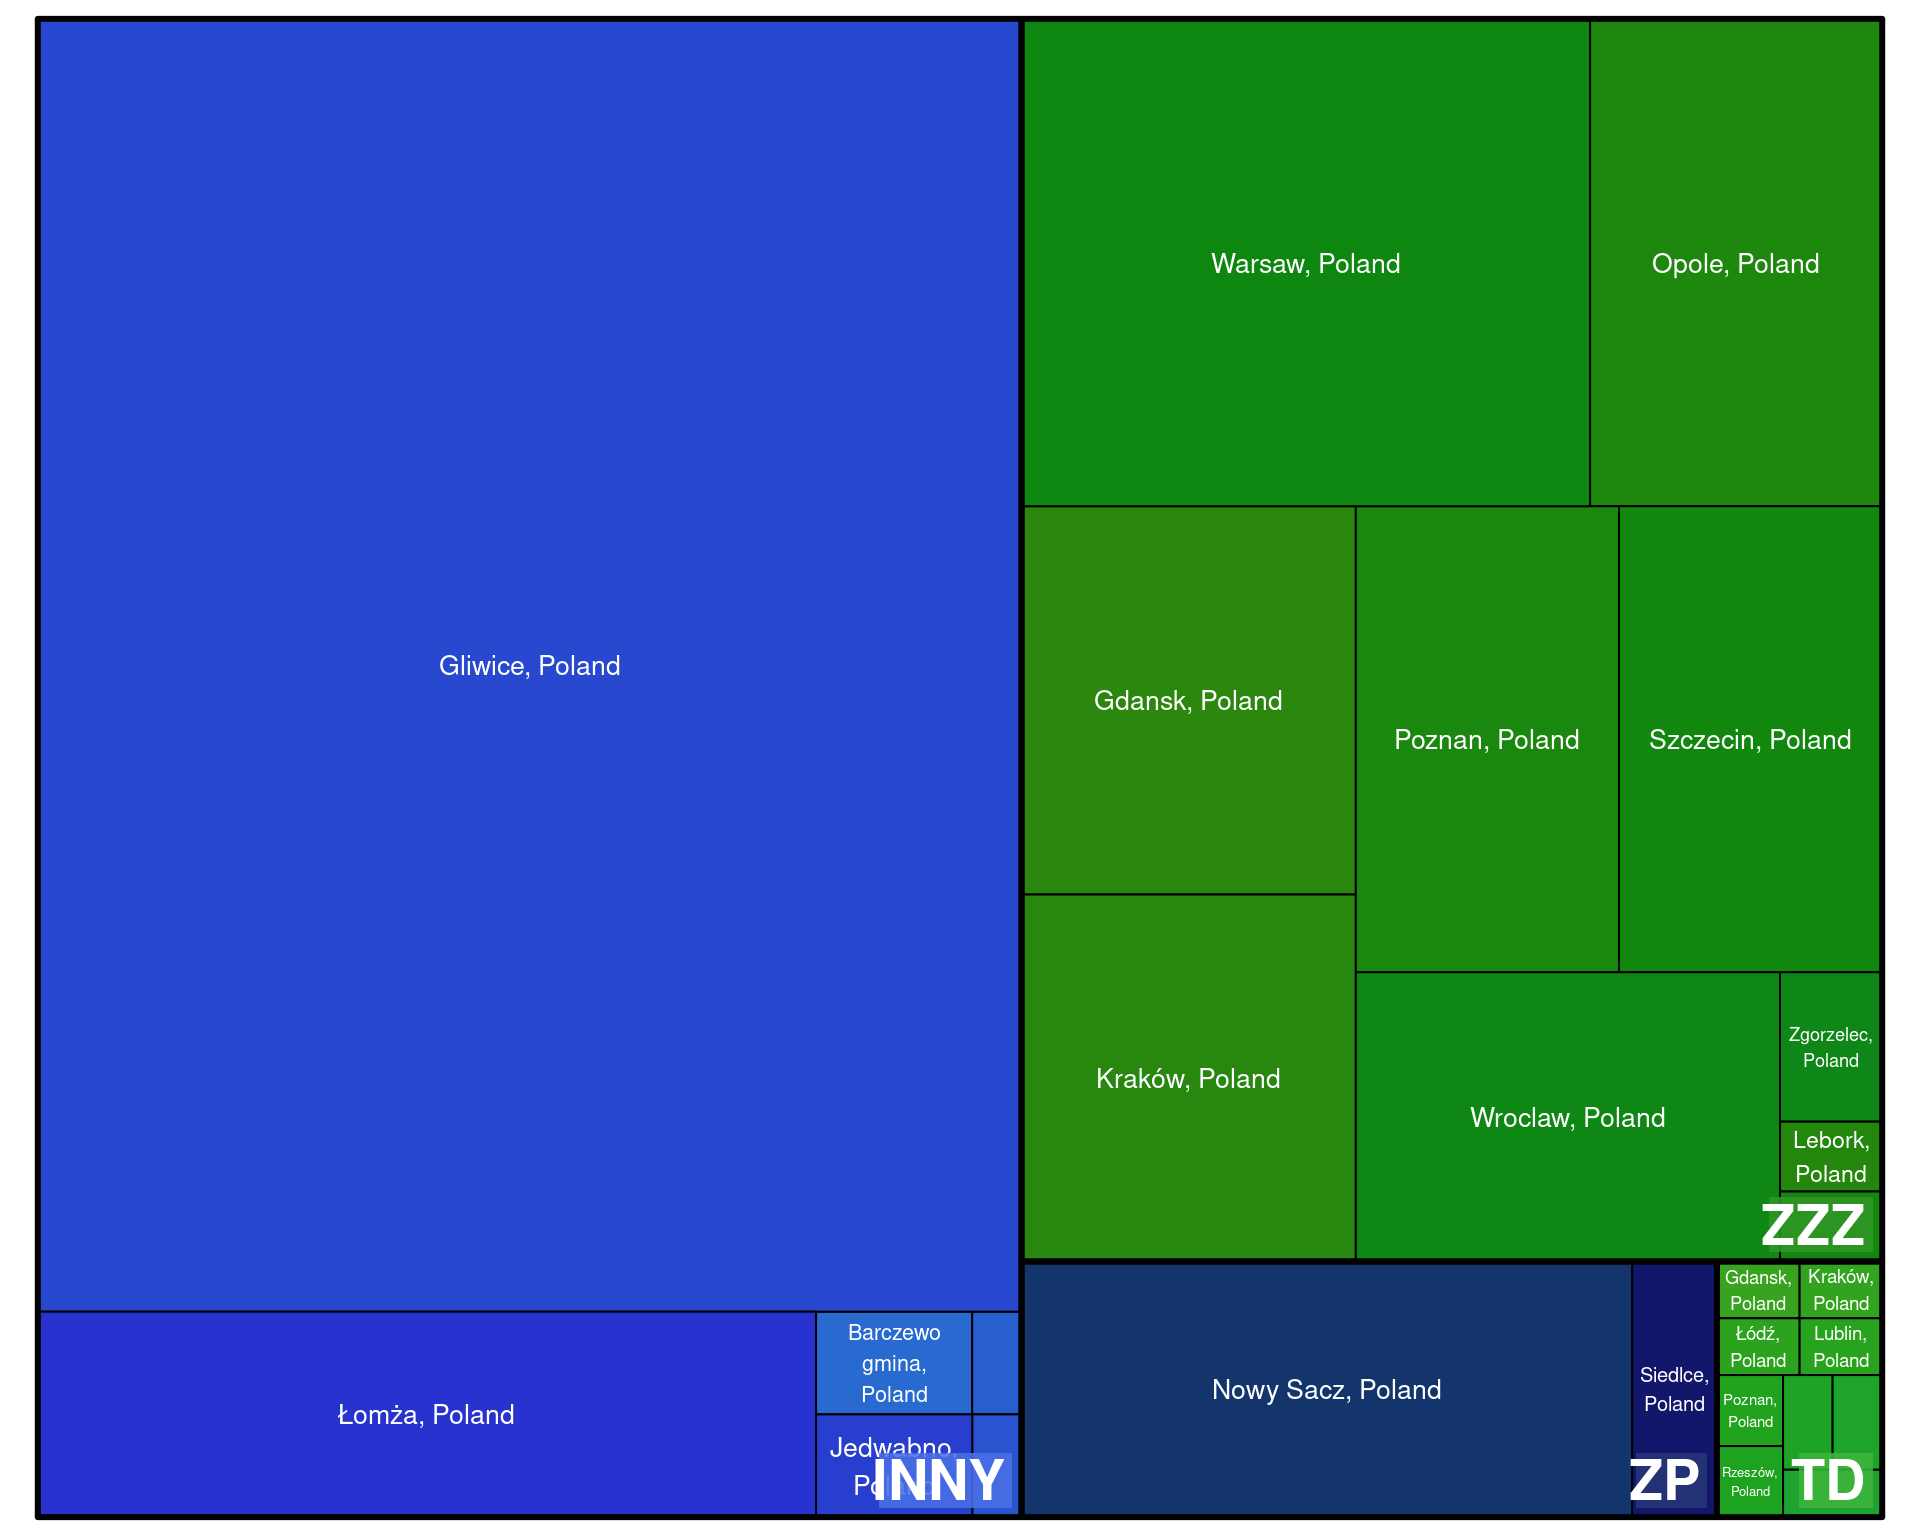 Gliwice, Poland
Łomża, Poland
Barczewo
gmina,
Poland
Jedwabno,
Poland
INNY
Warsaw, Poland
Opole, Poland
Gdansk, Poland
Poznan, Poland
Szczecin, Poland
Kraków, Poland
Wroclaw, Poland
Zgorzelec,
Poland
Lebork,
Poland
ZZZ
Nowy Sacz, Poland
Siedlce,
Poland
ZP
Gdansk,
Poland
Kraków,
Poland
Łódź,
Poland
Lublin,
Poland
Poznan,
Poland
Rzeszów,
Poland
TD